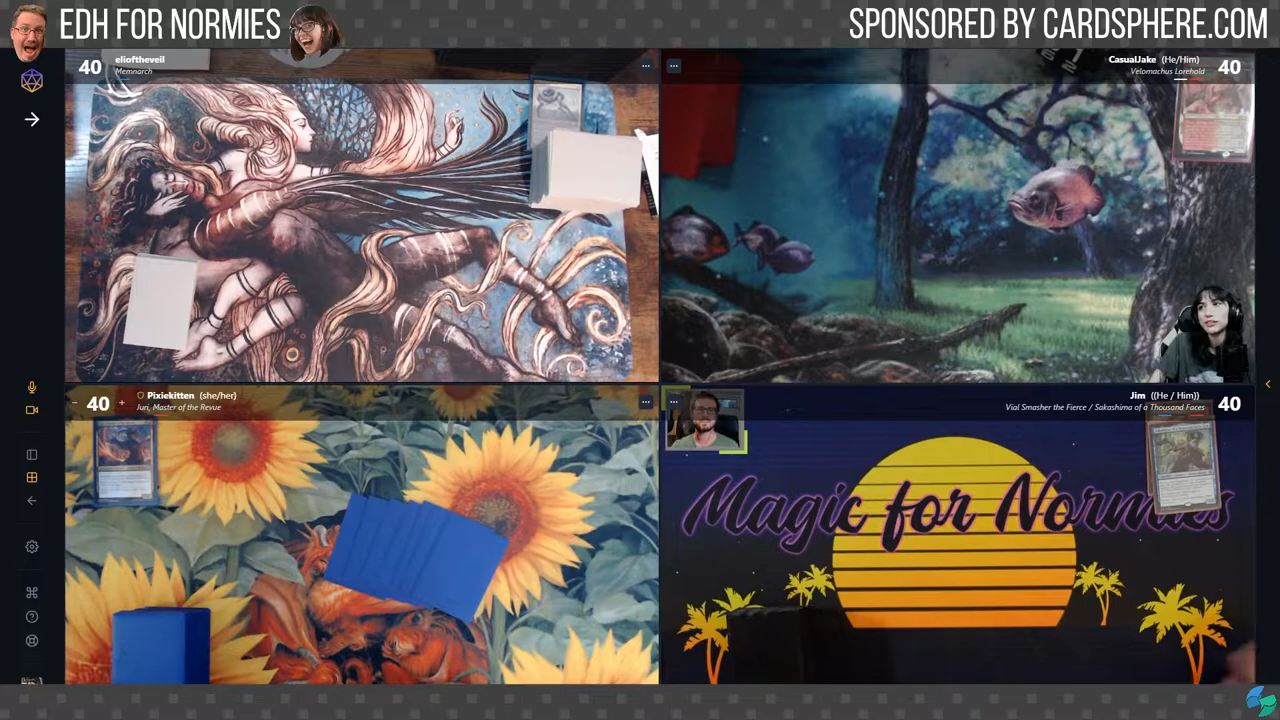 EDH FOR NORMIES
SPONSORED BY CARDSPHERE.COM
40
elioftheveil
Memnarch
CasualJake (He/Him)
Velomachus Lorehold
40
- 40 +
Pixiekitten (she/her)
Juri, Master of the Revue
Jim ((He / Him))
Vial Smasher the Fierce / Sakashima of a Thousand Faces
40
Magic for Normies